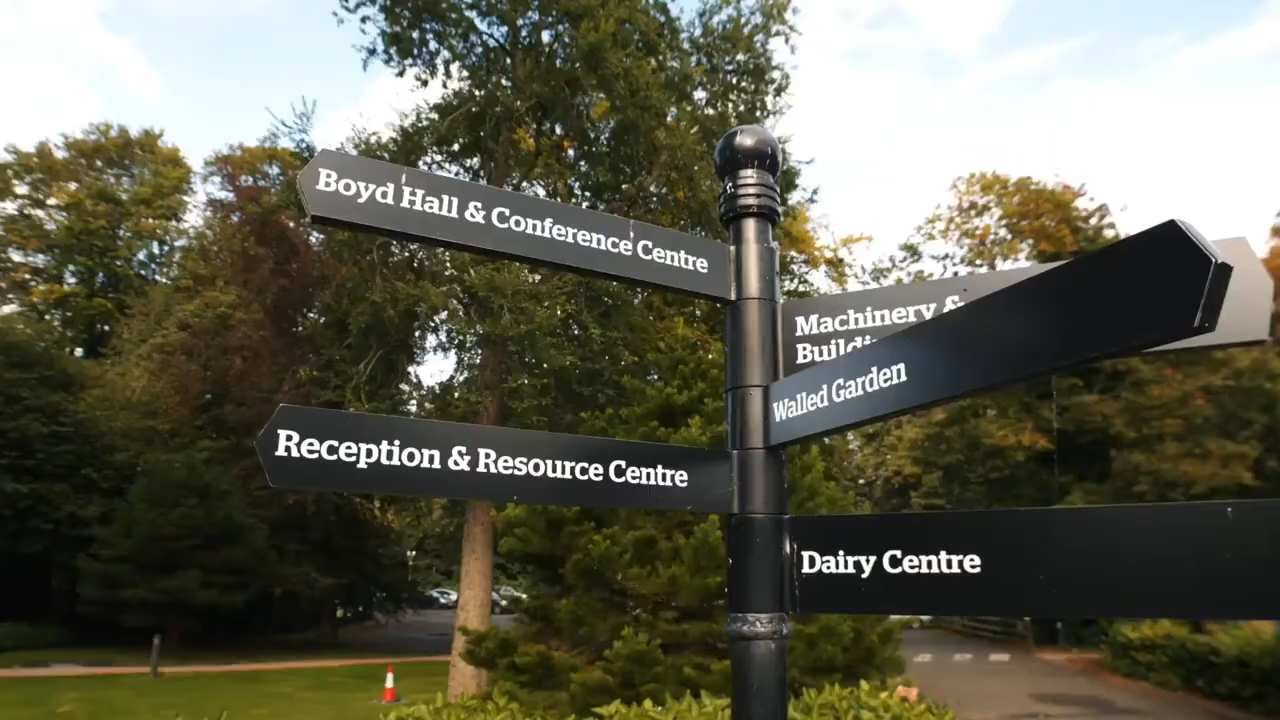 Boyd Hall & Conference Centre
Machinery &
Walled Garden
Reception & Resource Centre
Dairy Centre